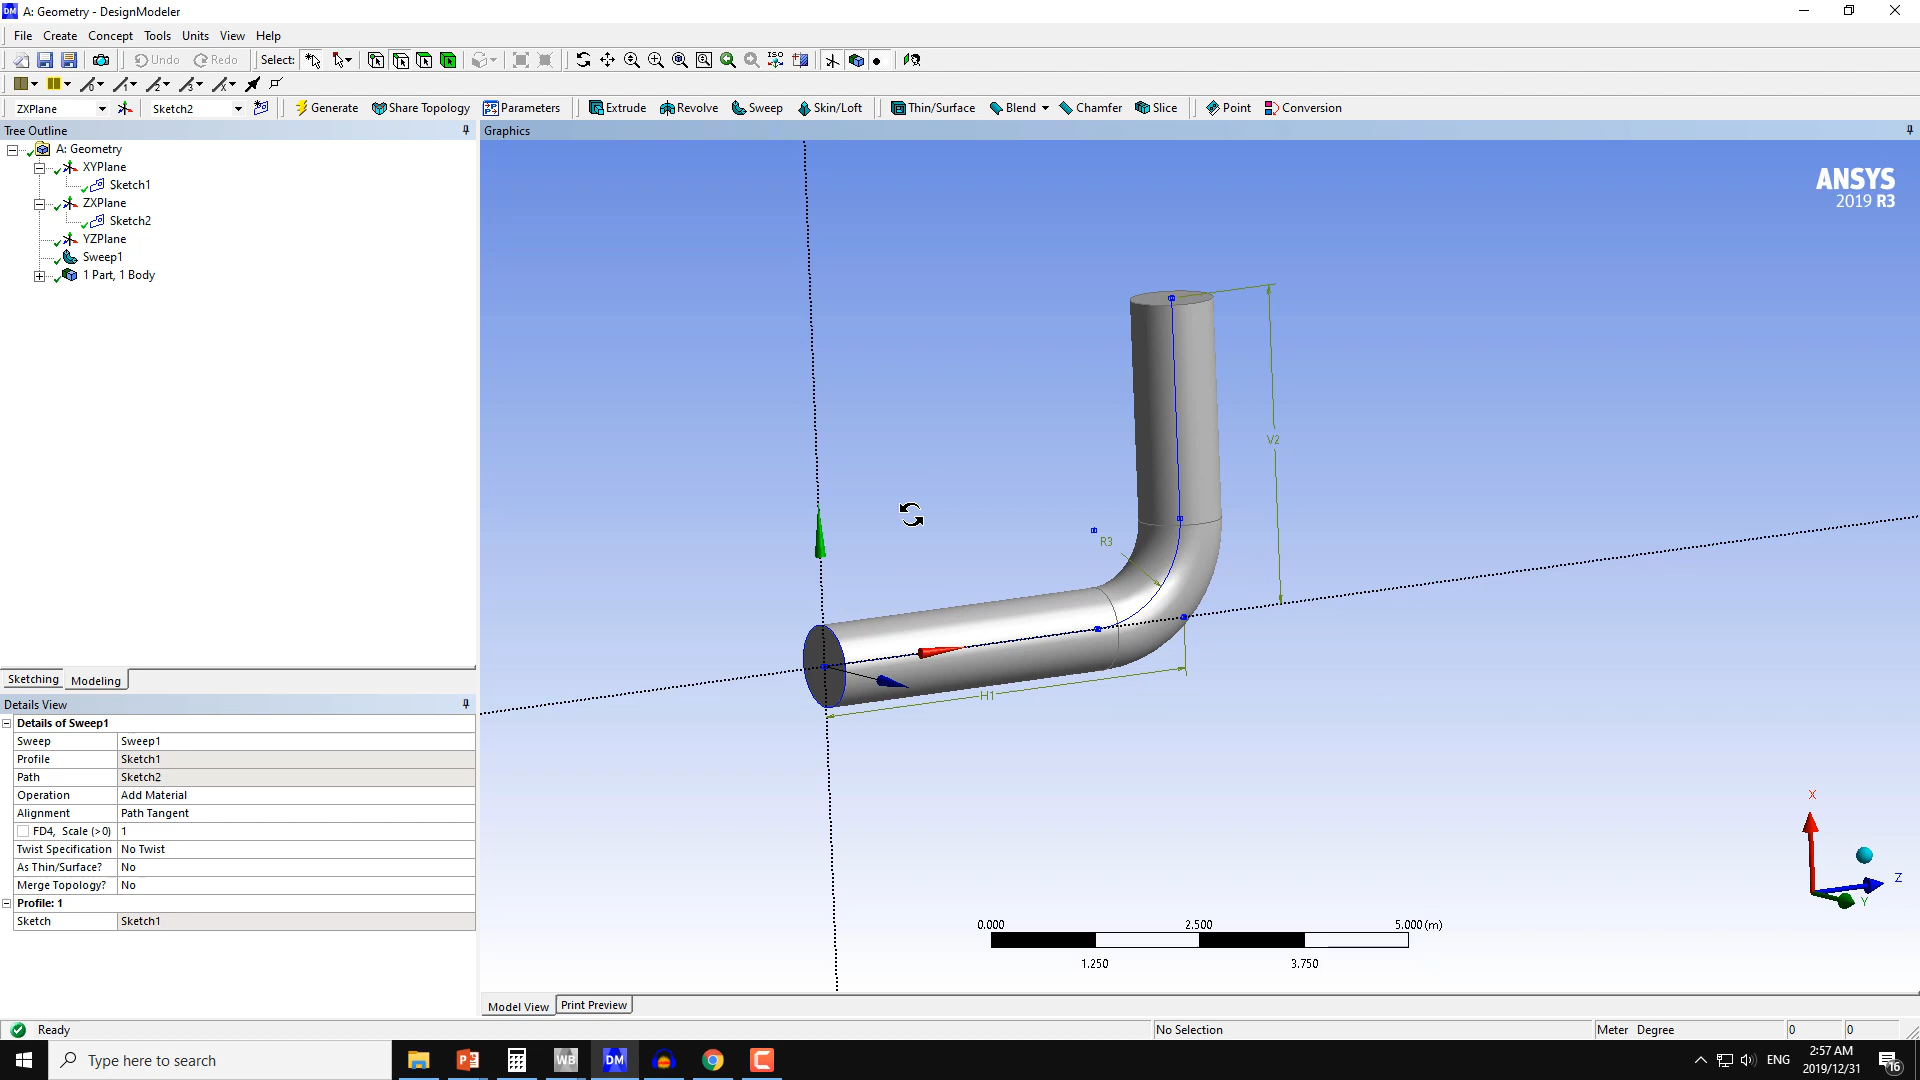 A: Geometry - DesignModeler
File Create Concept Tools Units View Help
Undo Redo Select:
ZXPlane Sketch2 Generate Share Topology Parameters Extrude Revolve Sweep Skin/Loft Thin/Surface Blend Chamfer Slice Point Conversion
Tree Outline
A: Geometry
XYPlane
Sketch1
ZXPlane
Sketch2
YZPlane
Sweep1
1 Part, 1 Body
Sketching Modeling
Details View
Details of Sweep1
Sweep Sweep1
Profile Sketch1
Path Sketch2
Operation Add Material
Alignment Path Tangent
FD4, Scale (>0) 1
Twist Specification No Twist
As Thin/Surface? No
Merge Topology? No
Profile: 1
Sketch Sketch1
Graphics
ANSYS
2019 R3
V2
R3
H1
X
Z
Y
0.000 2.500 5.000 (m)
1.250 3.750
Model View Print Preview
Ready No Selection Meter Degree 0 0
Type here to search
WB DM
ENG
2:57 AM
2019/12/31
16